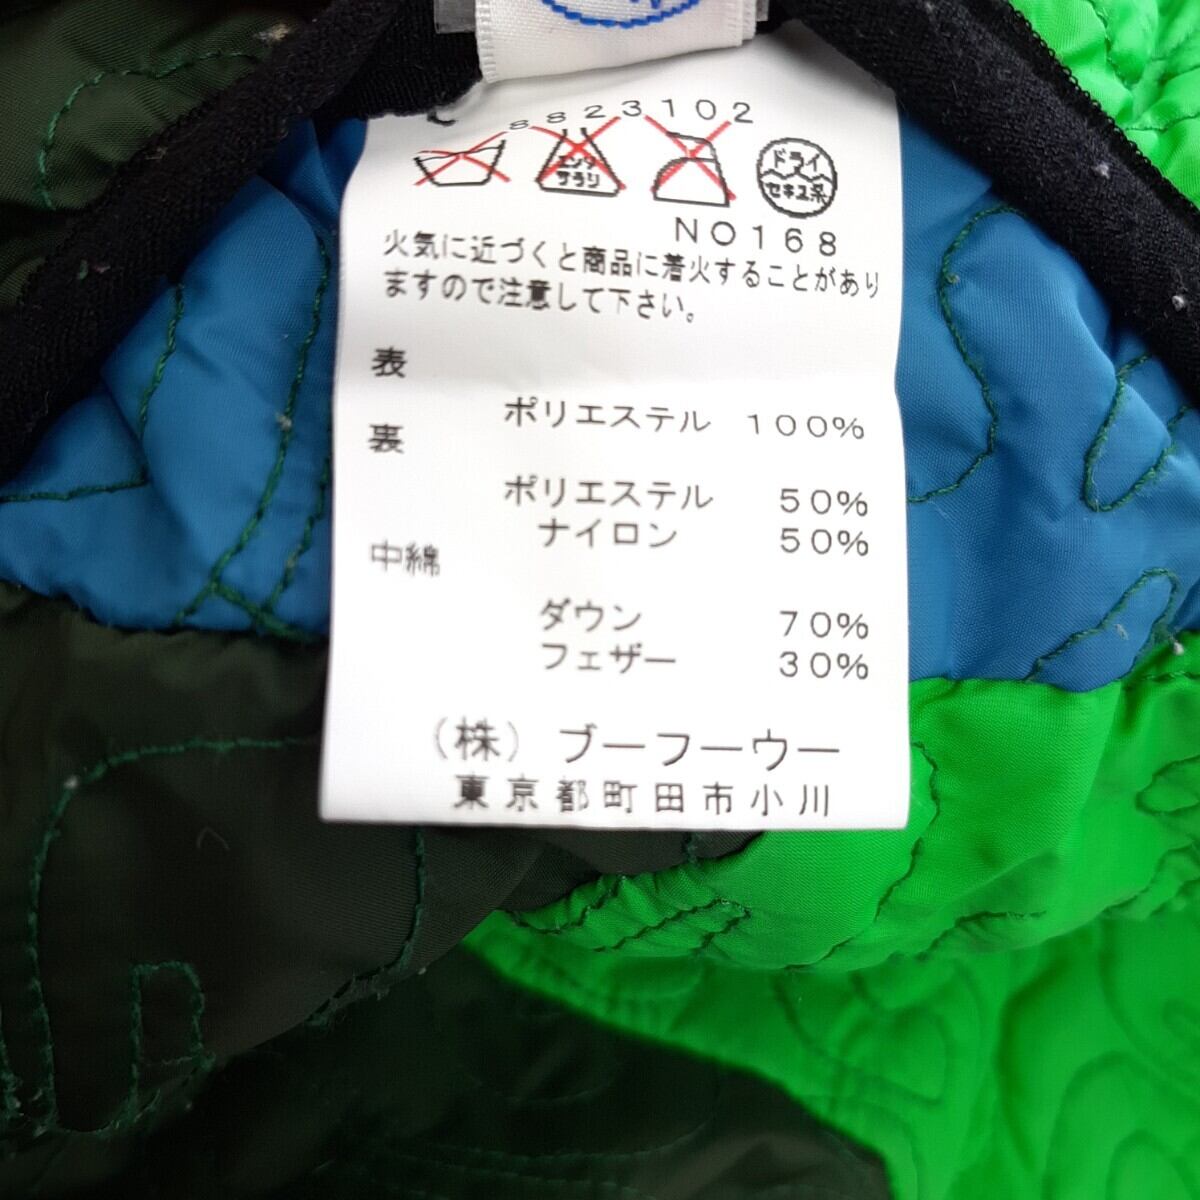 8823102
エンソ
サラシ
ドライ
セキユ系
NO168
火気に近づくと商品に着火することがあり
ますので注意して下さい。
表
ポリエステル 100%
裏
ポリエステル 50%
ナイロン 50%
中綿
ダウン 70%
フェザー 30%
(株) ブーフーウー
東京都町田市小川